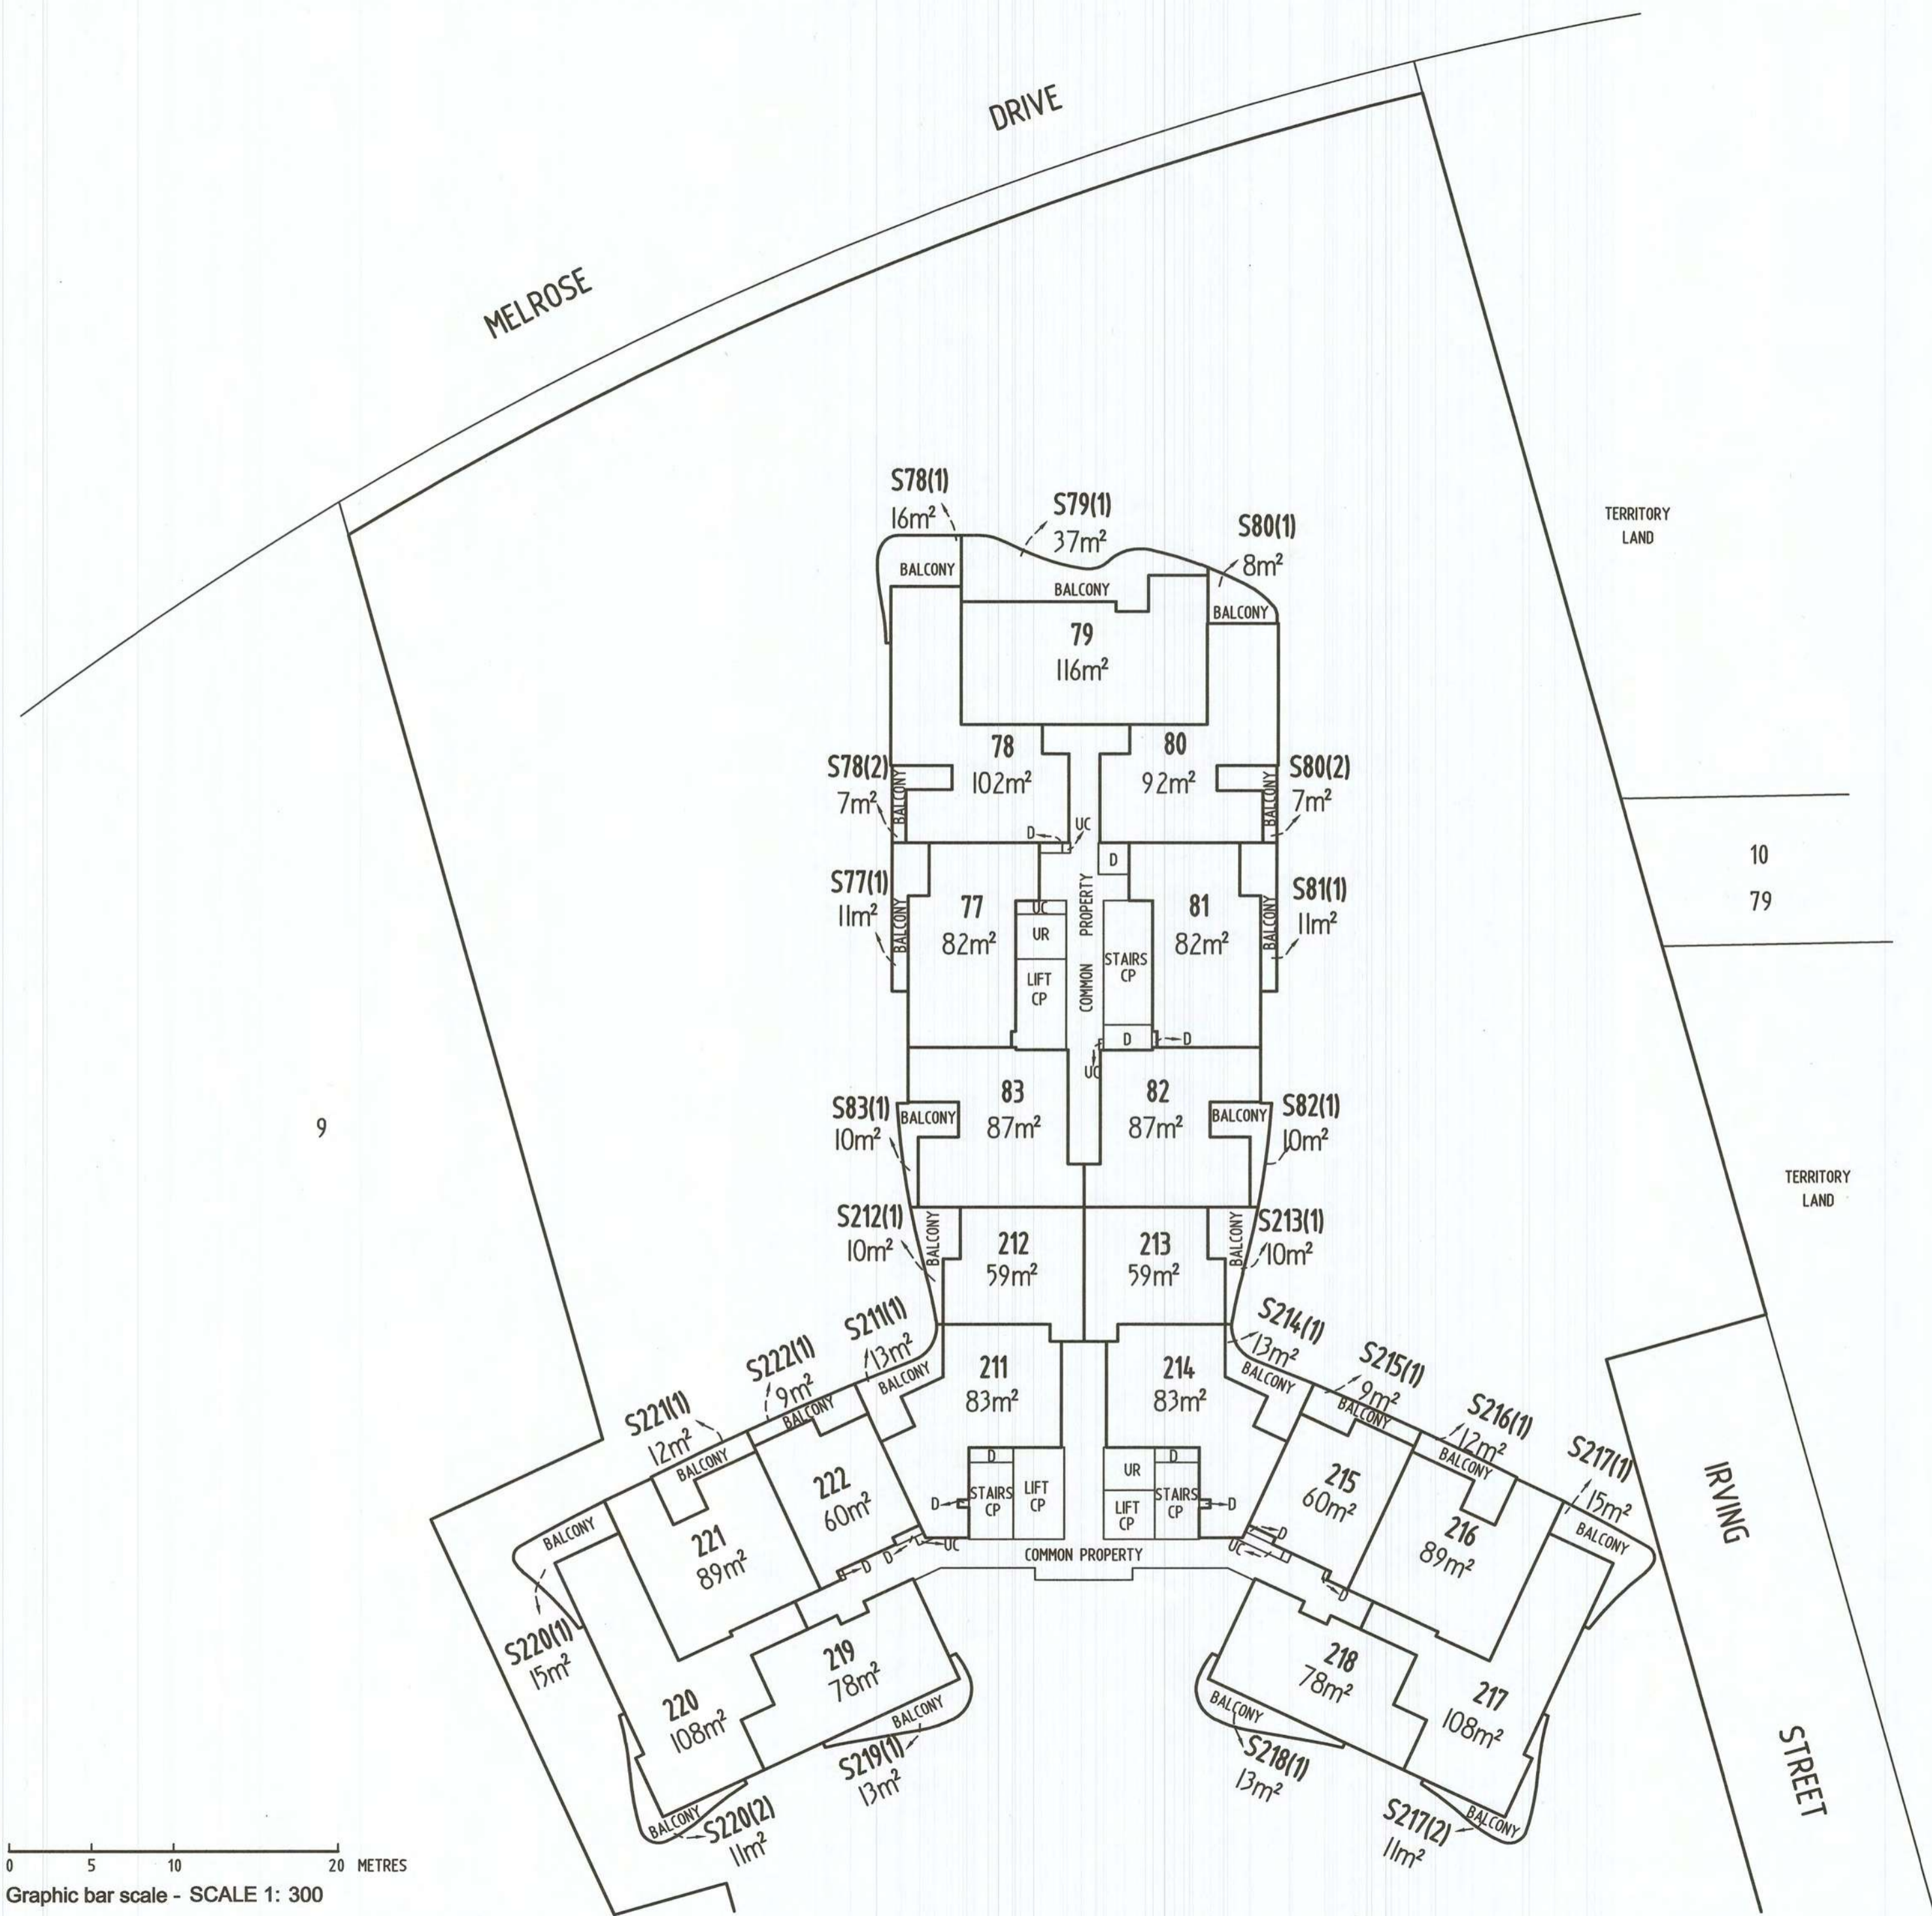 DRIVE
MELROSE
S78(1)
16m²
S79(1)
37m²
S80(1)
8m²
BALCONY
BALCONY
BALCONY
79
116m²
TERRITORY
LAND
78
102m²
80
92m²
S78(2)
7m²
BALCONY
S80(2)
7m²
BALCONY
D
UC
D
10
79
S77(1)
11m²
BALCONY
77
82m²
UC
UR
LIFT
CP
COMMON PROPERTY
STAIRS
CP
81
82m²
S81(1)
11m²
BALCONY
D
D
UC
83
87m²
82
87m²
S83(1)
10m²
BALCONY
BALCONY
S82(1)
10m²
9
TERRITORY
LAND
S212(1)
10m²
BALCONY
212
59m²
213
59m²
BALCONY
S213(1)
10m²
S211(1)
13m²
BALCONY
S222(1)
9m²
BALCONY
S221(1)
12m²
BALCONY
211
83m²
214
83m²
S214(1)
13m²
BALCONY
S215(1)
9m²
BALCONY
S216(1)
12m²
BALCONY
S217(1)
15m²
BALCONY
D
STAIRS
CP
LIFT
CP
D
UR
LIFT
CP
D
STAIRS
CP
D
222
60m²
221
89m²
215
60m²
216
89m²
BALCONY
D
UC
D
COMMON PROPERTY
D
UC
D
IRVING
STREET
S220(1)
15m²
219
78m²
220
108m²
BALCONY
S219(1)
13m²
BALCONY
S220(2)
11m²
218
78m²
217
108m²
BALCONY
S218(1)
13m²
BALCONY
S217(2)
11m²
0 5 10 20 METRES
Graphic bar scale - SCALE 1: 300